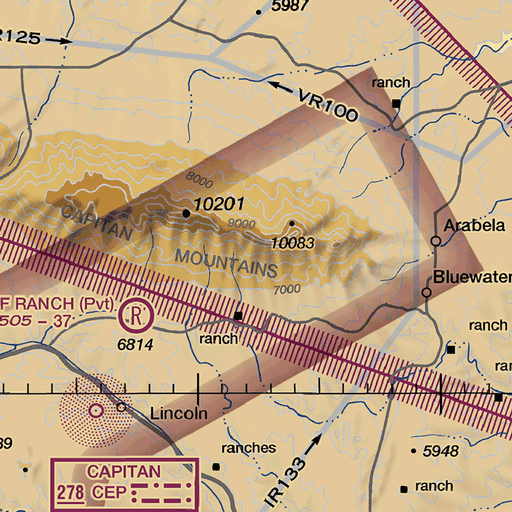 5987
R125
ranch
VR100
8000
10201
9000
CAPITAN
10083
Arabela
MOUNTAINS
7000
Bluewater
F RANCH (Pvt)
505 – 37
R
6814
ranch
ranch
Lincoln
39
ranches
5948
CAPITAN
278 CEP
IR133
ranch